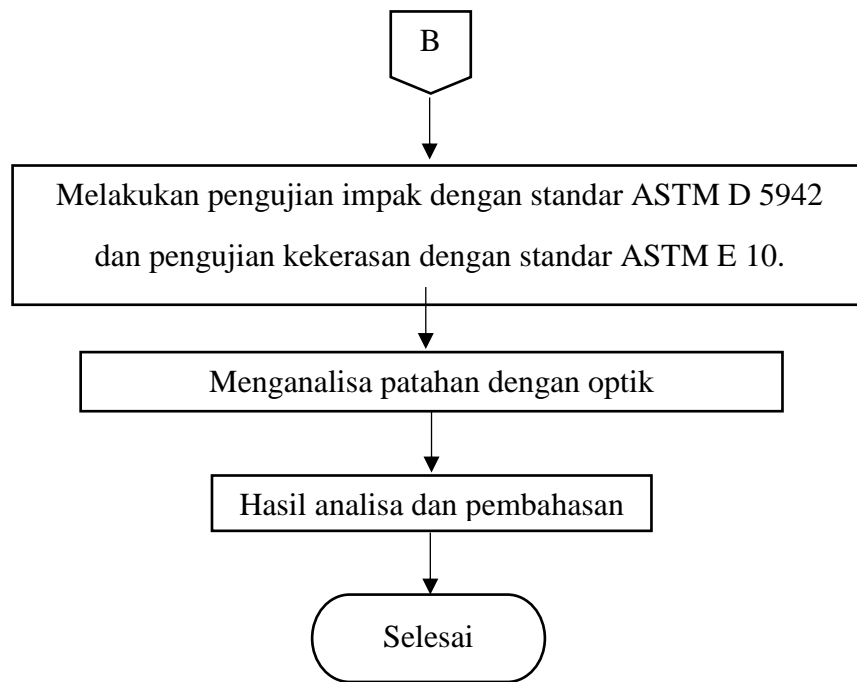 B
Melakukan pengujian impak dengan standar ASTM D 5942
dan pengujian kekerasan dengan standar ASTM E 10.
Menganalisa patahan dengan optik
Hasil analisa dan pembahasan
Selesai